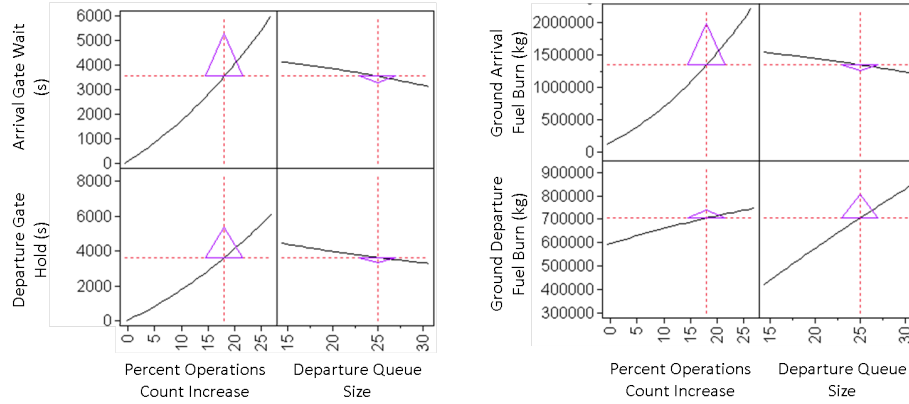 Arrival Gate Wait
(s)
6000
5000
4000
3000
2000
1000
0
Departure Gate
Hold (s)
8000
6000
4000
2000
0
0 5 10 15 20 25 15 20 25 30
Percent Operations
Count Increase
Departure Queue
Size
Ground Arrival
Fuel Burn (kg)
2000000
1500000
1000000
500000
0
Ground Departure
Fuel Burn (kg)
900000
800000
700000
600000
500000
400000
300000
0 5 10 15 20 25 15 20 25 30
Percent Operations
Count Increase
Departure Queue
Size